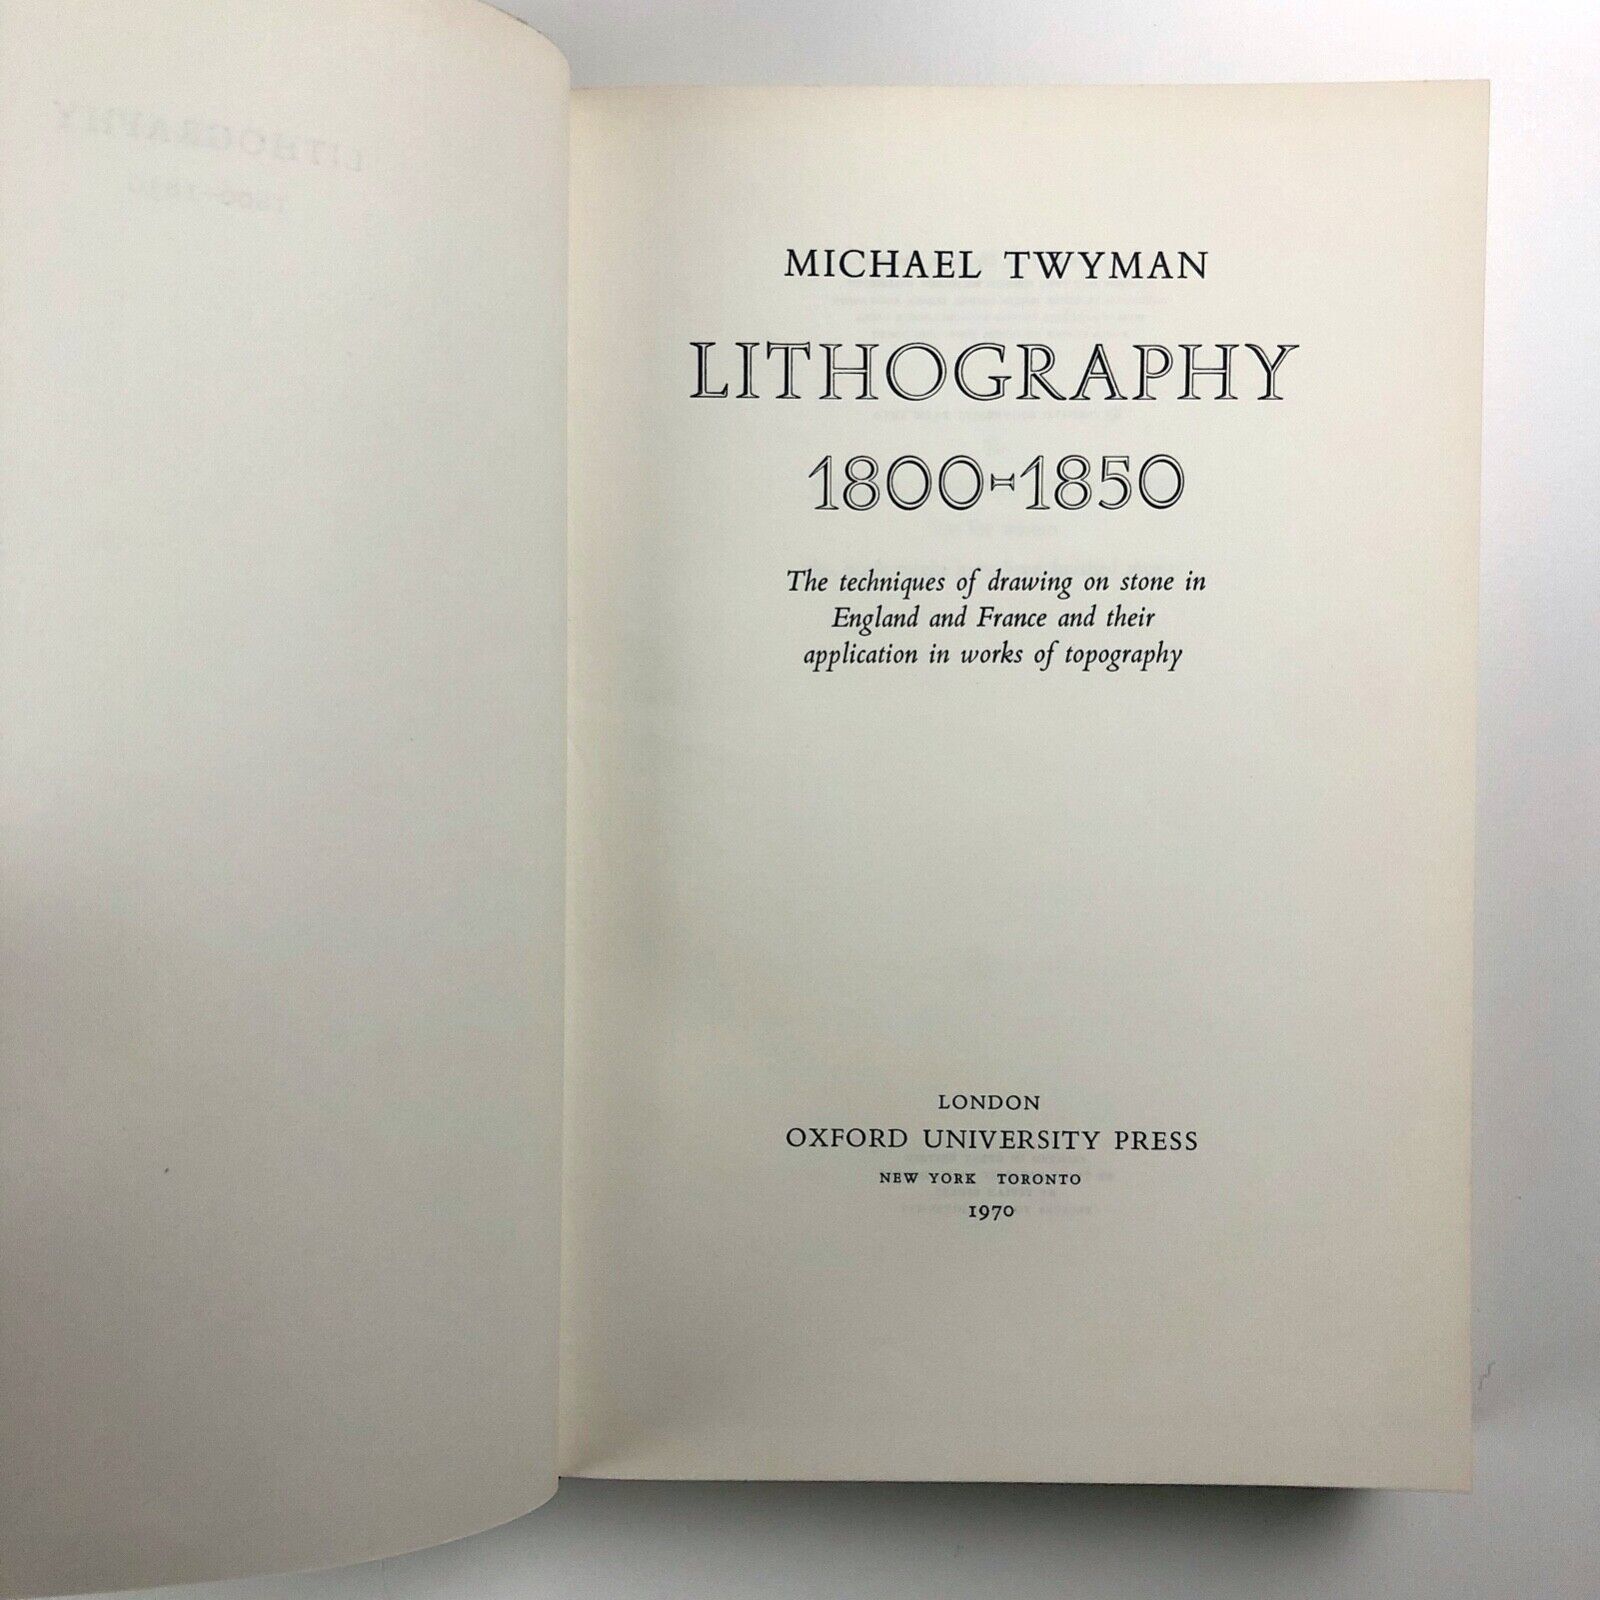 LITHOGRAPHY
MICHAEL TWYMAN
LITHOGRAPHY
1800-1850
The techniques of drawing on stone in
England and France and their
application in works of topography
LONDON
OXFORD UNIVERSITY PRESS
NEW YORK TORONTO
1970